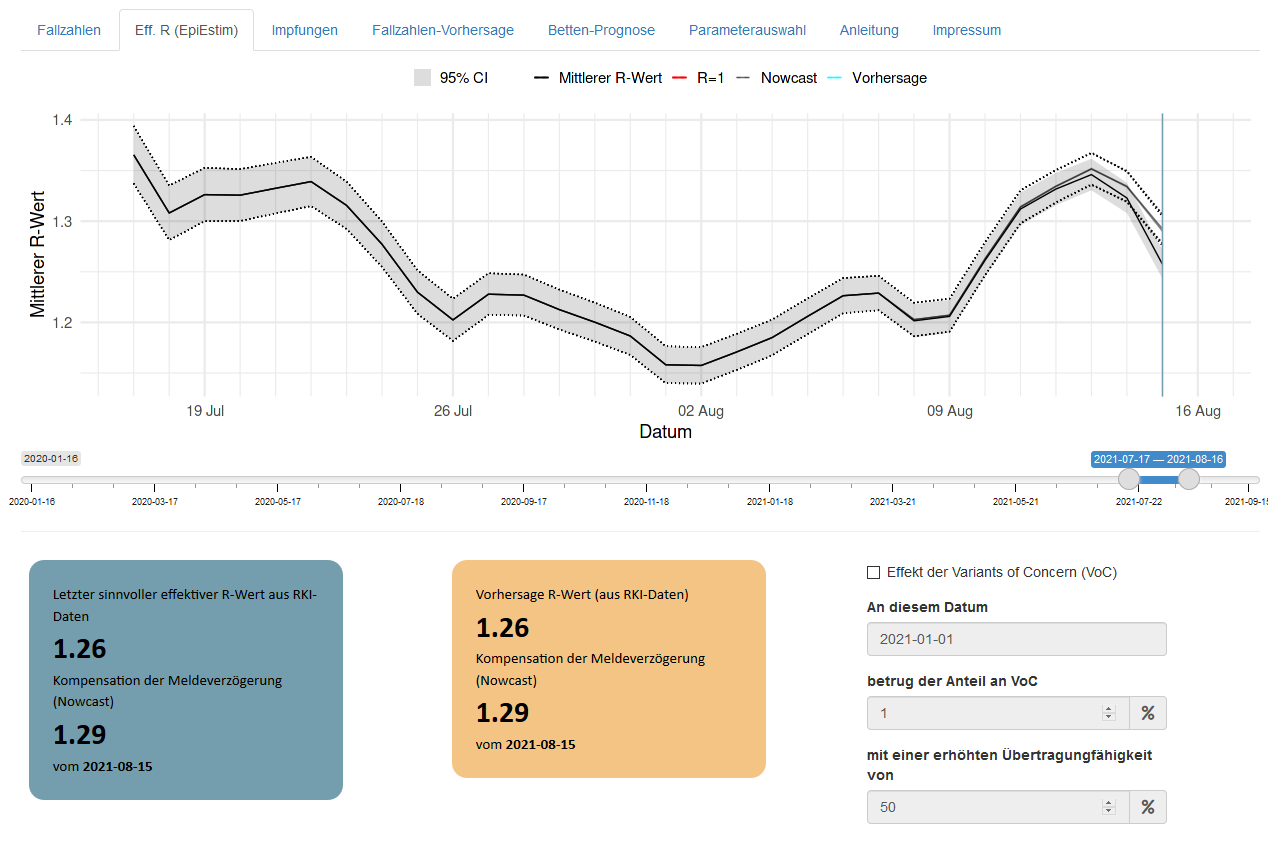 Fallzahlen Eff. R (EpiEstim) Impfungen Fallzahlen-Vorhersage Betten-Prognose Parameterauswahl Anleitung Impressum
95% CI Mittlerer R-Wert R=1 Nowcast Vorhersage
1.4
1.3
1.2
Mittlerer R-Wert
19 Jul 26 Jul 02 Aug 09 Aug 16 Aug
Datum
2020-01-16 2021-07-17 — 2021-08-16
2020-01-16 2020-03-17 2020-05-17 2020-07-18 2020-09-17 2020-11-18 2021-01-18 2021-03-21 2021-05-21 2021-07-22 2021-09-15
Letzter sinnvoller effektiver R-Wert aus RKI-
Daten
1.26
Kompensation der Meldeverzögerung
(Nowcast)
1.29
vom 2021-08-15
Vorhersage R-Wert (aus RKI-Daten)
1.26
Kompensation der Meldeverzögerung
(Nowcast)
1.29
vom 2021-08-15
Effekt der Variants of Concern (VoC)
An diesem Datum
2021-01-01
betrug der Anteil an VoC
1 %
mit einer erhöhten Übertragungfähigkeit
von
50 %